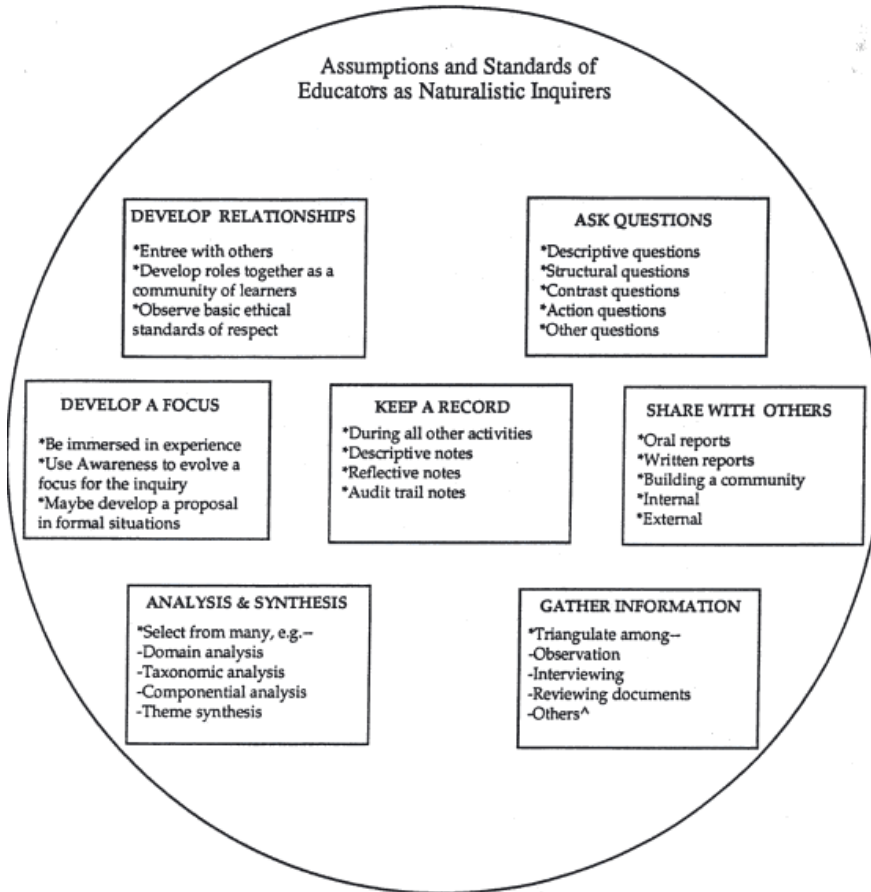 Assumptions and Standards of
Educators as Naturalistic Inquirers
DEVELOP RELATIONSHIPS
*Entree with others
*Develop roles together as a
community of learners
*Observe basic ethical
standards of respect
ASK QUESTIONS
*Descriptive questions
*Structural questions
*Contrast questions
*Action questions
*Other questions
DEVELOP A FOCUS
*Be immersed in experience
*Use Awareness to evolve a
focus for the inquiry
*Maybe develop a proposal
in formal situations
KEEP A RECORD
*During all other activities
*Descriptive notes
*Reflective notes
*Audit trail notes
SHARE WITH OTHERS
*Oral reports
*Written reports
*Building a community
*Internal
*External
ANALYSIS & SYNTHESIS
*Select from many, e.g.--
-Domain analysis
-Taxonomic analysis
-Componential analysis
-Theme synthesis
GATHER INFORMATION
*Triangulate among--
-Observation
-Interviewing
-Reviewing documents
-Others^